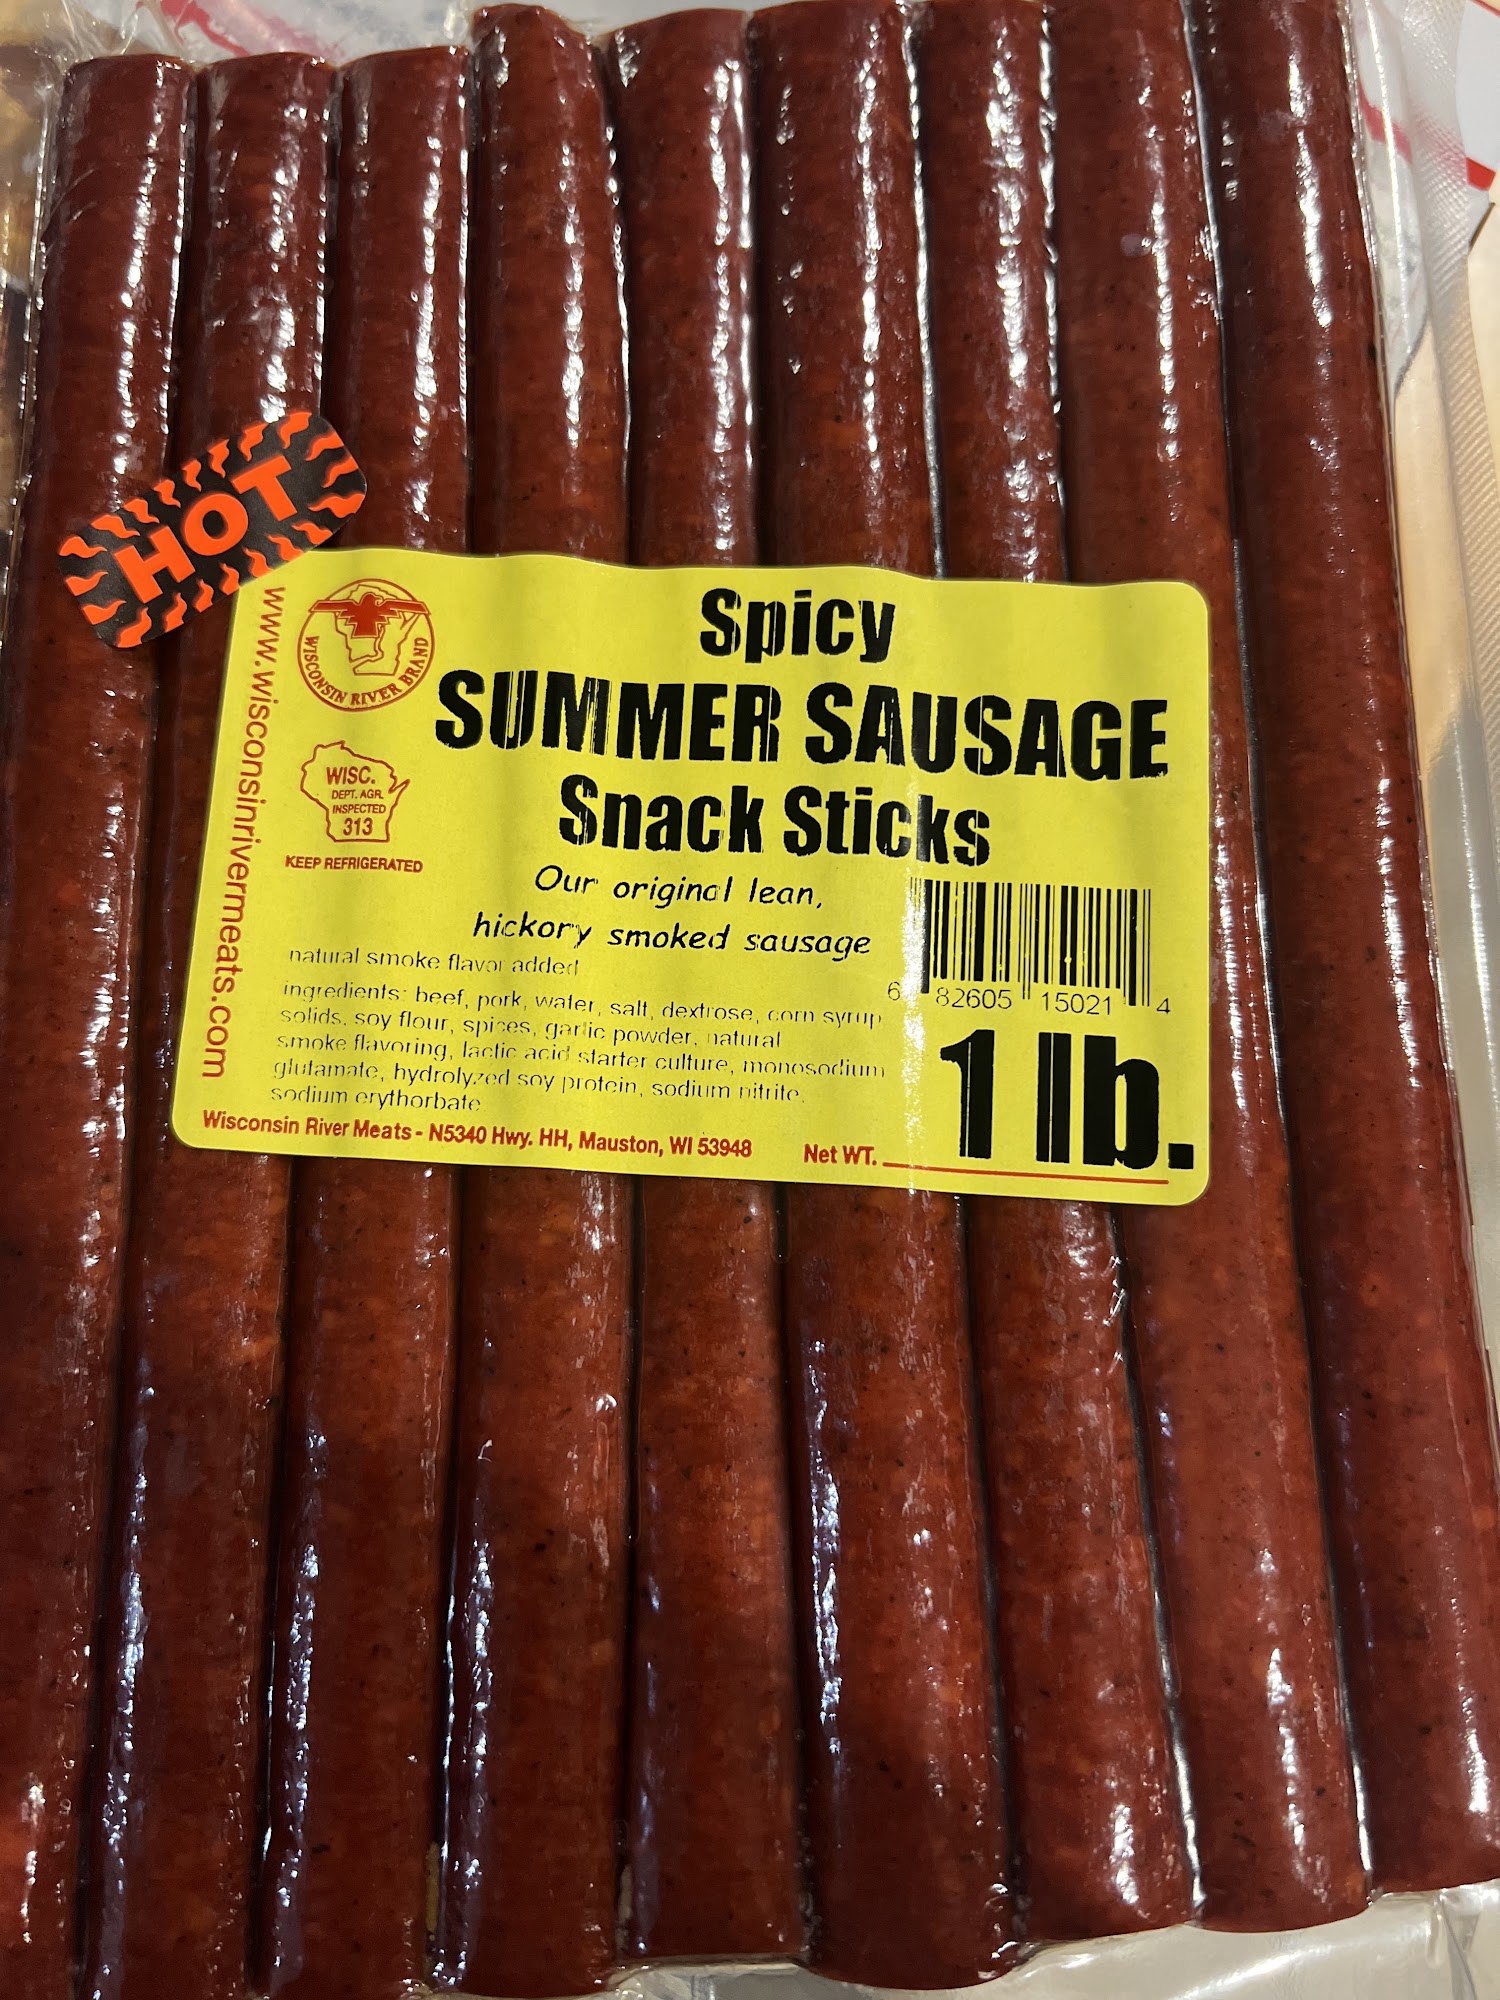 HOT
www.wisconsinrivermeats.com
WISCONSIN RIVER BRAND
WISC.
DEPT. AGR.
INSPECTED
313
KEEP REFRIGERATED
Spicy
SUMMER SAUSAGE
Snack Sticks
Our original lean,
hickory smoked sausage
natural smoke flavor added
ingredients: beef, pork, water, salt, dextrose, corn syrup
solids, soy flour, spices, garlic powder, natural
smoke flavoring, lactic acid starter culture, monosodium
glutamate, hydrolyzed soy protein, sodium nitrite,
sodium erythorbate
6 82605 15021 4
Wisconsin River Meats - N5340 Hwy. HH, Mauston, WI 53948
Net WT. 1 lb.